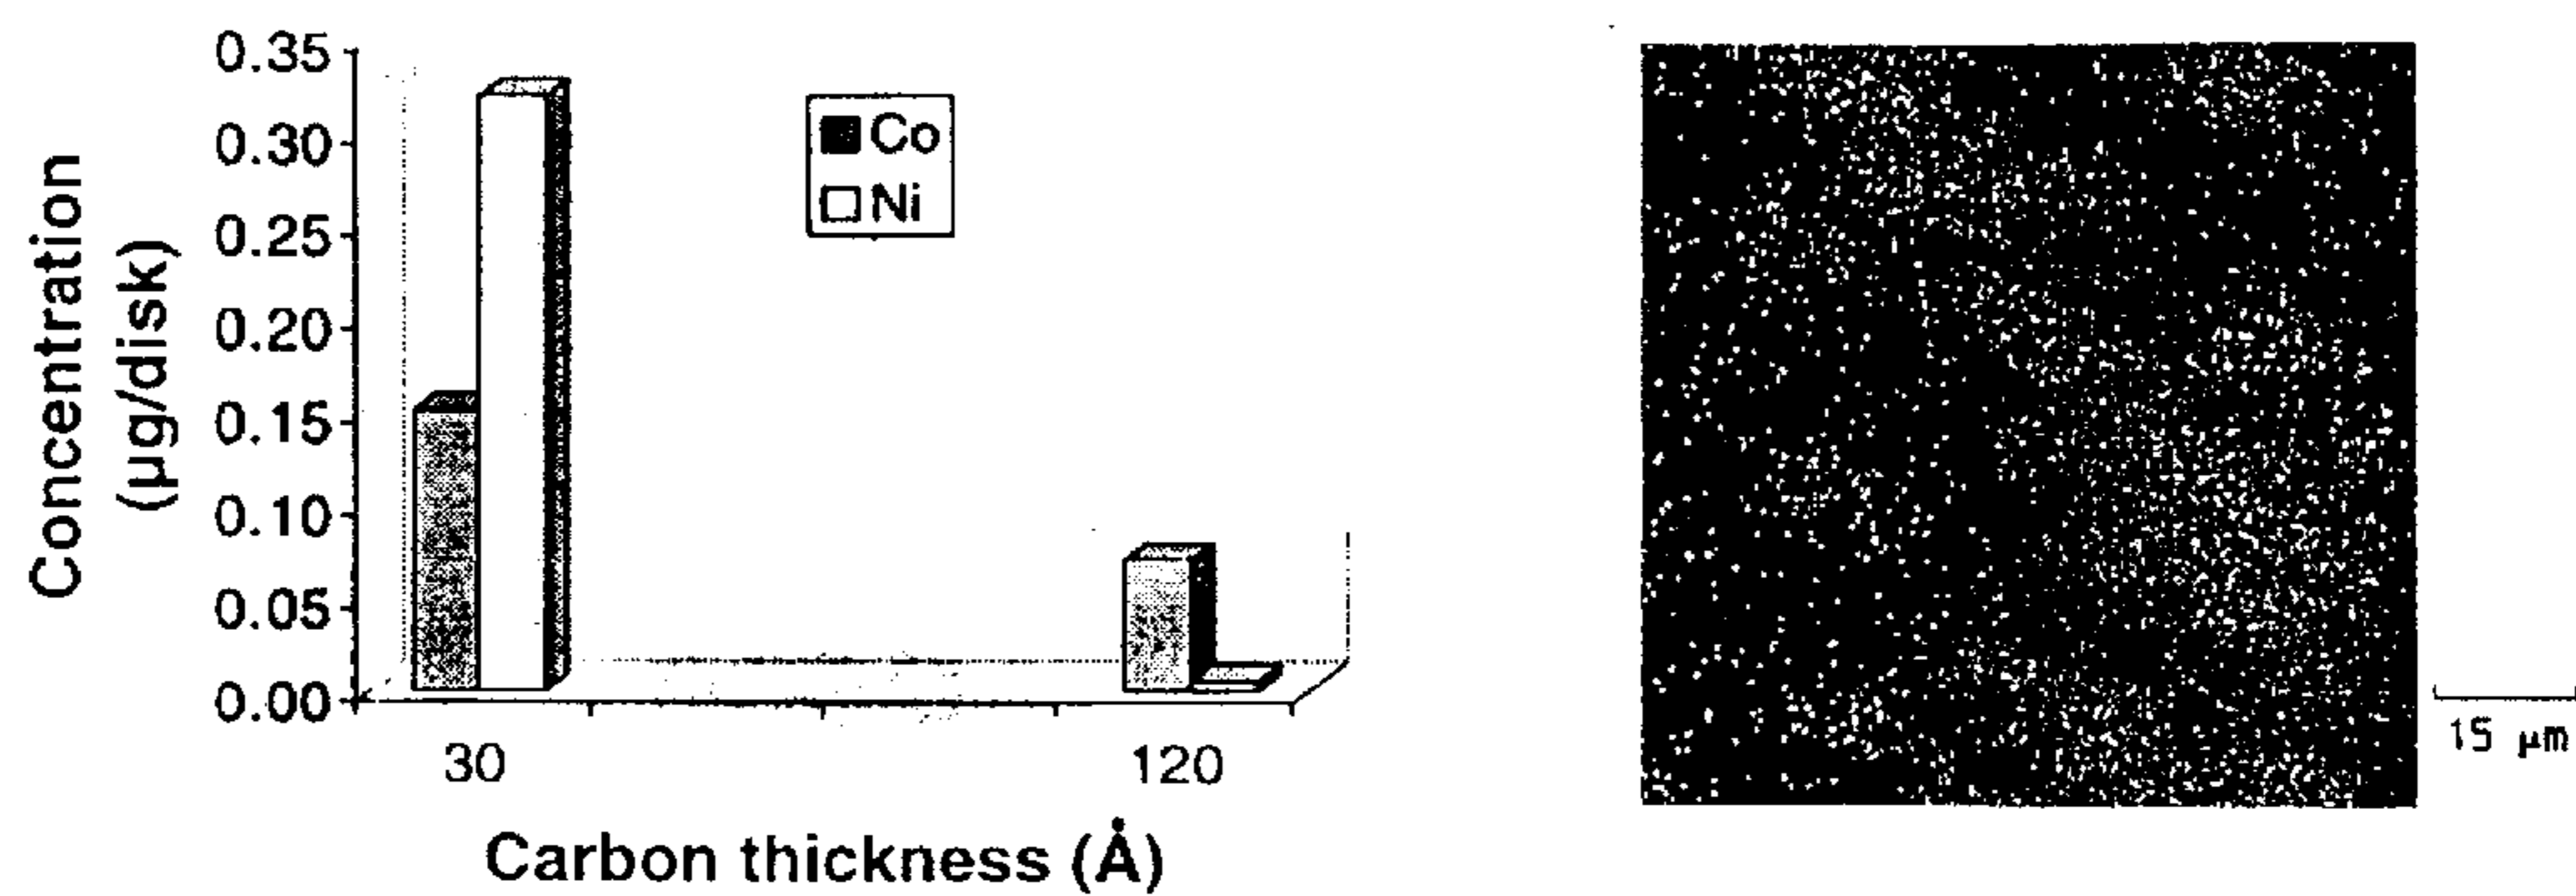 Concentration
(µg/disk)
0.35
0.30
0.25
0.20
0.15
0.10
0.05
0.00
Co
Ni
30
120
Carbon thickness (Å)
15 µm